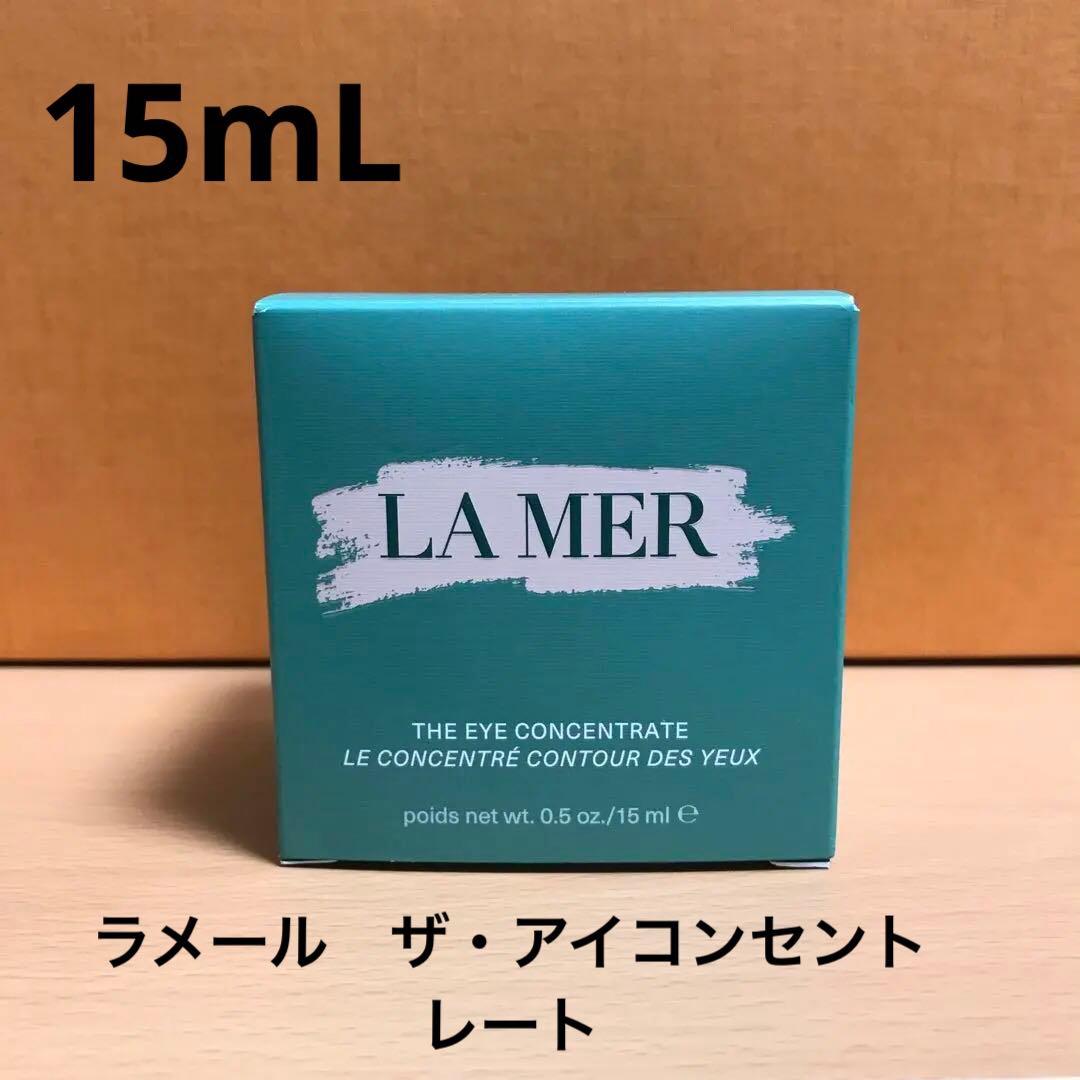 15mL
LA MER
THE EYE CONCENTRATE
LE CONCENTRÉ CONTOUR DES YEUX
poids net wt. 0.5 oz./15 ml ℮
ラメール　ザ・アイコンセント
レート